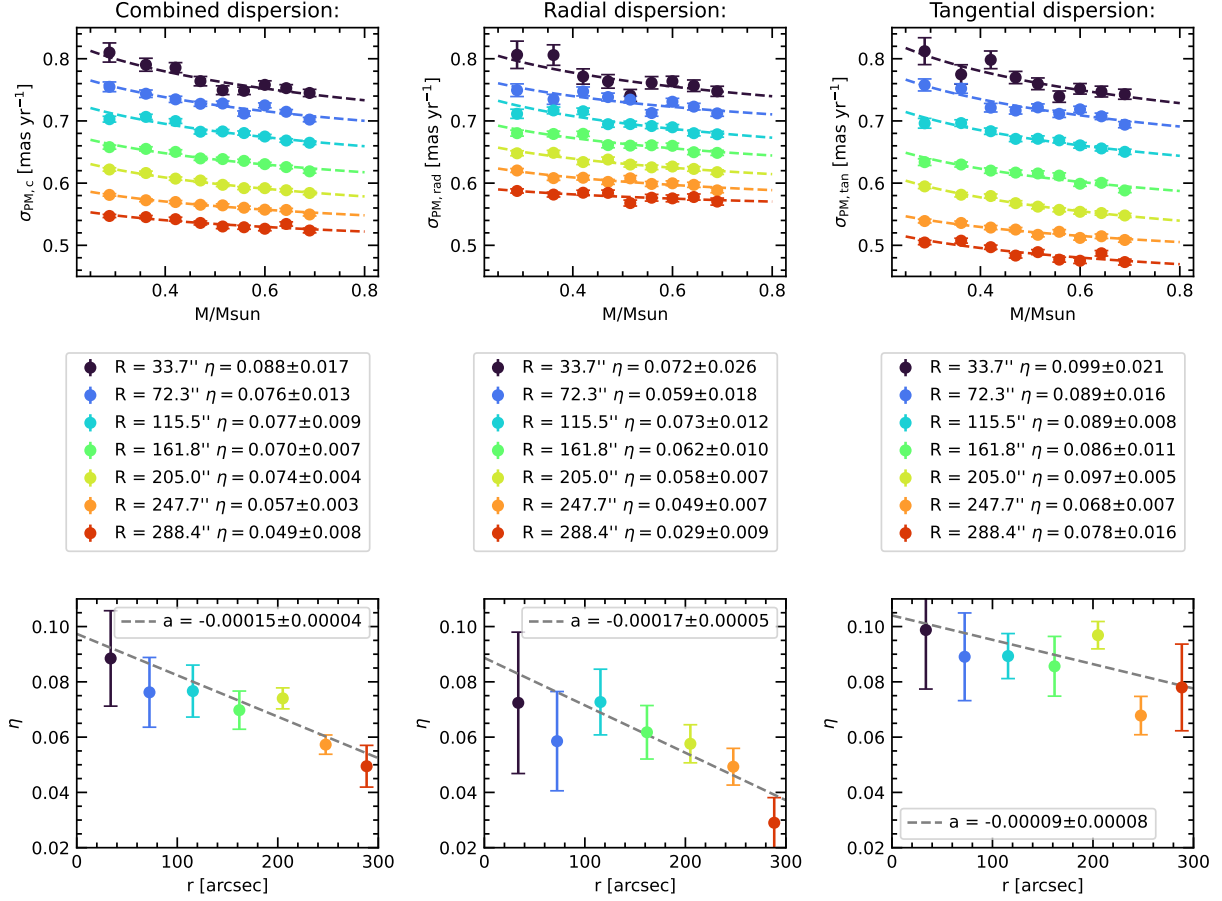 Combined dispersion:
Radial dispersion:
Tangential dispersion:
σPM,c [mas yr⁻¹]
0.8
0.7
0.6
0.5
0.4 0.6 0.8
M/Msun
σPM,rad [mas yr⁻¹]
0.8
0.7
0.6
0.5
0.4 0.6 0.8
M/Msun
σPM,tan [mas yr⁻¹]
0.8
0.7
0.6
0.5
0.4 0.6 0.8
M/Msun
R = 33.7'' η = 0.088±0.017
R = 72.3'' η = 0.076±0.013
R = 115.5'' η = 0.077±0.009
R = 161.8'' η = 0.070±0.007
R = 205.0'' η = 0.074±0.004
R = 247.7'' η = 0.057±0.003
R = 288.4'' η = 0.049±0.008
R = 33.7'' η = 0.072±0.026
R = 72.3'' η = 0.059±0.018
R = 115.5'' η = 0.073±0.012
R = 161.8'' η = 0.062±0.010
R = 205.0'' η = 0.058±0.007
R = 247.7'' η = 0.049±0.007
R = 288.4'' η = 0.029±0.009
R = 33.7'' η = 0.099±0.021
R = 72.3'' η = 0.089±0.016
R = 115.5'' η = 0.089±0.008
R = 161.8'' η = 0.086±0.011
R = 205.0'' η = 0.097±0.005
R = 247.7'' η = 0.068±0.007
R = 288.4'' η = 0.078±0.016
a = -0.00015±0.00004
η
0.10
0.08
0.06
0.04
0.02
0 100 200 300
r [arcsec]
a = -0.00017±0.00005
η
0.10
0.08
0.06
0.04
0.02
0 100 200 300
r [arcsec]
η
0.10
0.08
0.06
0.04
0.02
a = -0.00009±0.00008
0 100 200 300
r [arcsec]